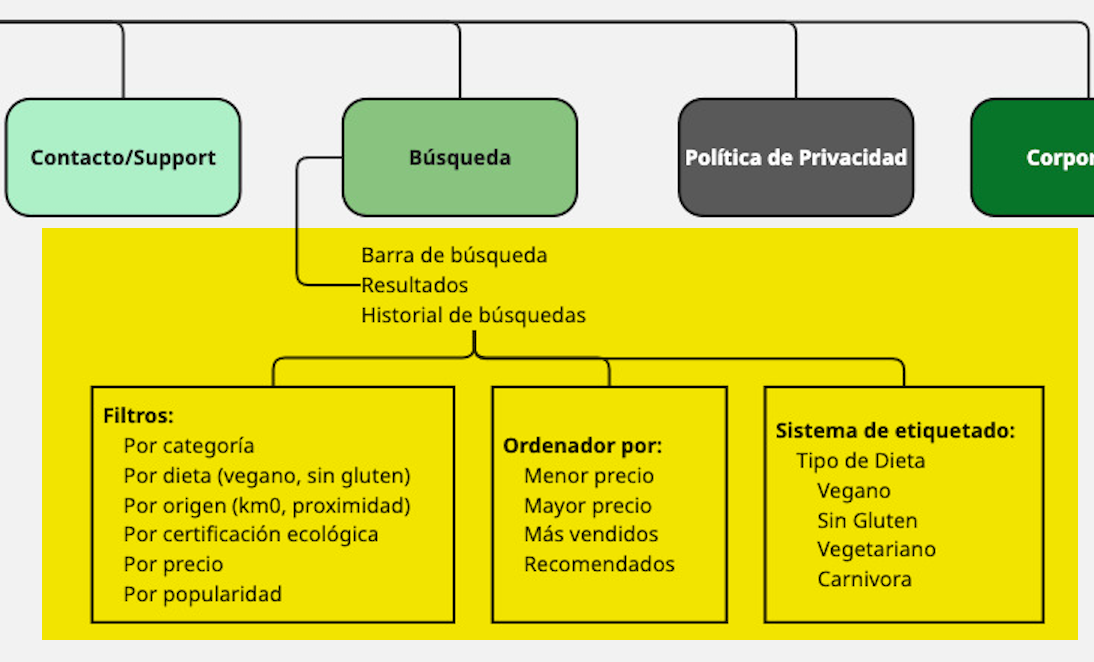 Contacto/Support
Búsqueda
Política de Privacidad
Corpor
Barra de búsqueda
Resultados
Historial de búsquedas
Filtros:
Por categoría
Por dieta (vegano, sin gluten)
Por origen (km0, proximidad)
Por certificación ecológica
Por precio
Por popularidad
Ordenador por:
Menor precio
Mayor precio
Más vendidos
Recomendados
Sistema de etiquetado:
Tipo de Dieta
Vegano
Sin Gluten
Vegetariano
Carnivora